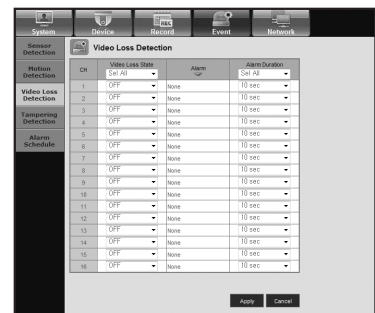 System Device Record Event Network
REC
Sensor Detection
Motion Detection
Video Loss Detection
Tampering Detection
Alarm Schedule
Video Loss Detection
CH Video Loss State Alarm Alarm Duration
Sel All Sel All
1 OFF None 10 sec
2 OFF None 10 sec
3 OFF None 10 sec
4 OFF None 10 sec
5 OFF None 10 sec
6 OFF None 10 sec
7 OFF None 10 sec
8 OFF None 10 sec
9 OFF None 10 sec
10 OFF None 10 sec
11 OFF None 10 sec
12 OFF None 10 sec
13 OFF None 10 sec
14 OFF None 10 sec
15 OFF None 10 sec
16 OFF None 10 sec
Apply Cancel